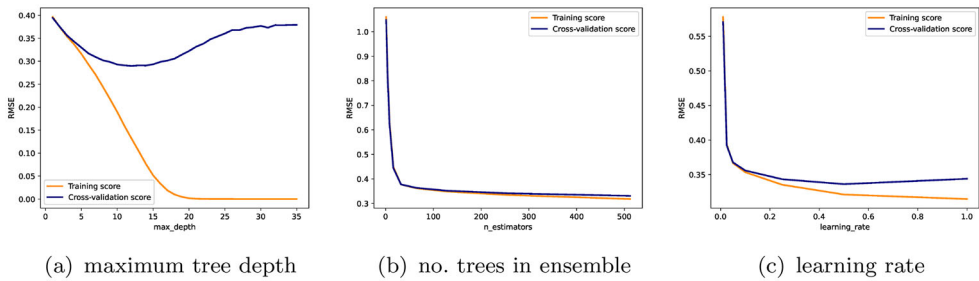 0.40
0.35
0.30
0.25
0.20
0.15
0.10
0.05
0.00
RMSE
Training score
Cross-validation score
0 5 10 15 20 25 30 35
max_depth
(a) maximum tree depth
1.0
0.9
0.8
0.7
0.6
0.5
0.4
0.3
RMSE
Training score
Cross-validation score
0 100 200 300 400 500
n_estimators
(b) no. trees in ensemble
0.55
0.50
0.45
0.40
0.35
RMSE
Training score
Cross-validation score
0.0 0.2 0.4 0.6 0.8 1.0
learning_rate
(c) learning rate